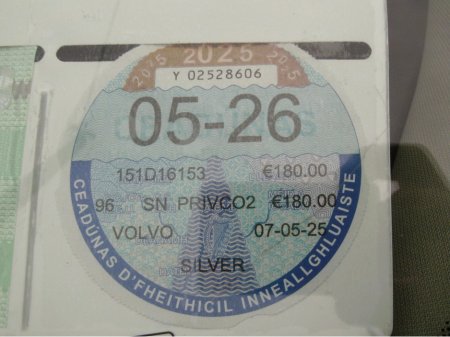 2025 2025 2025
Y 02528606
05-26
151D16153 €180.00
96 SN PRIVCO2 €180.00
VOLVO 07-05-25
SILVER
CEADUNAS D'FHEITHICIL INNEALLGHLUAISTE